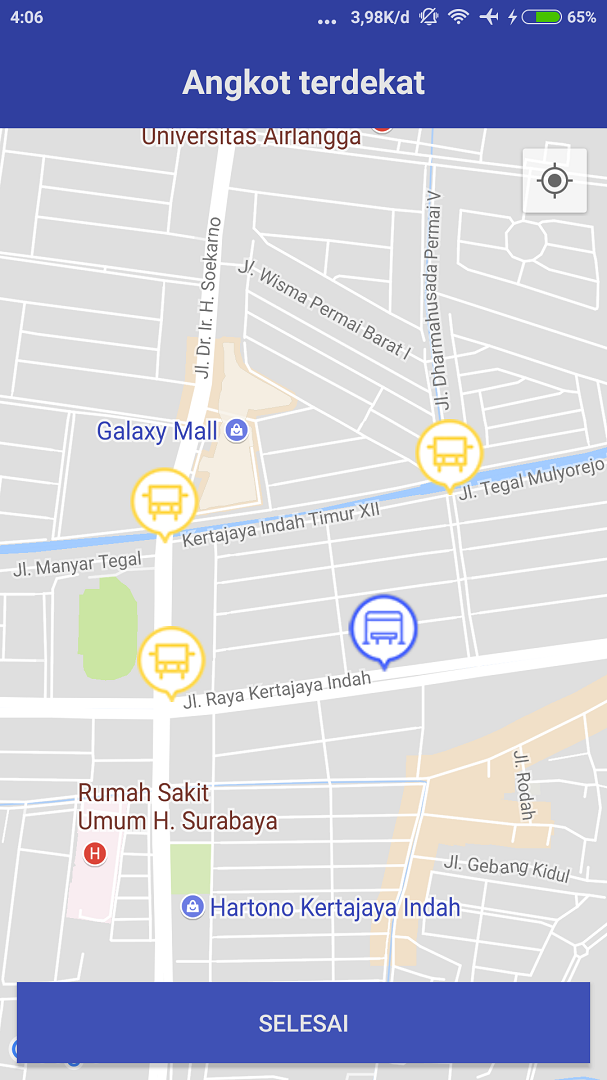 4:06
... 3,98K/d 65%
Angkot terdekat
Universitas Airlangga
Jl. Dr. Ir. H. Soekarno
Jl. Wisma Permai Barat I
Jl. Dharmahusada Permai V
Galaxy Mall
Jl. Tegal Mulyorejo
Kertajaya Indah Timur XII
Jl. Manyar Tegal
Jl. Raya Kertajaya Indah
Jl. Rodah
Rumah Sakit
Umum H. Surabaya
H
Jl. Gebang Kidul
Hartono Kertajaya Indah
SELESAI